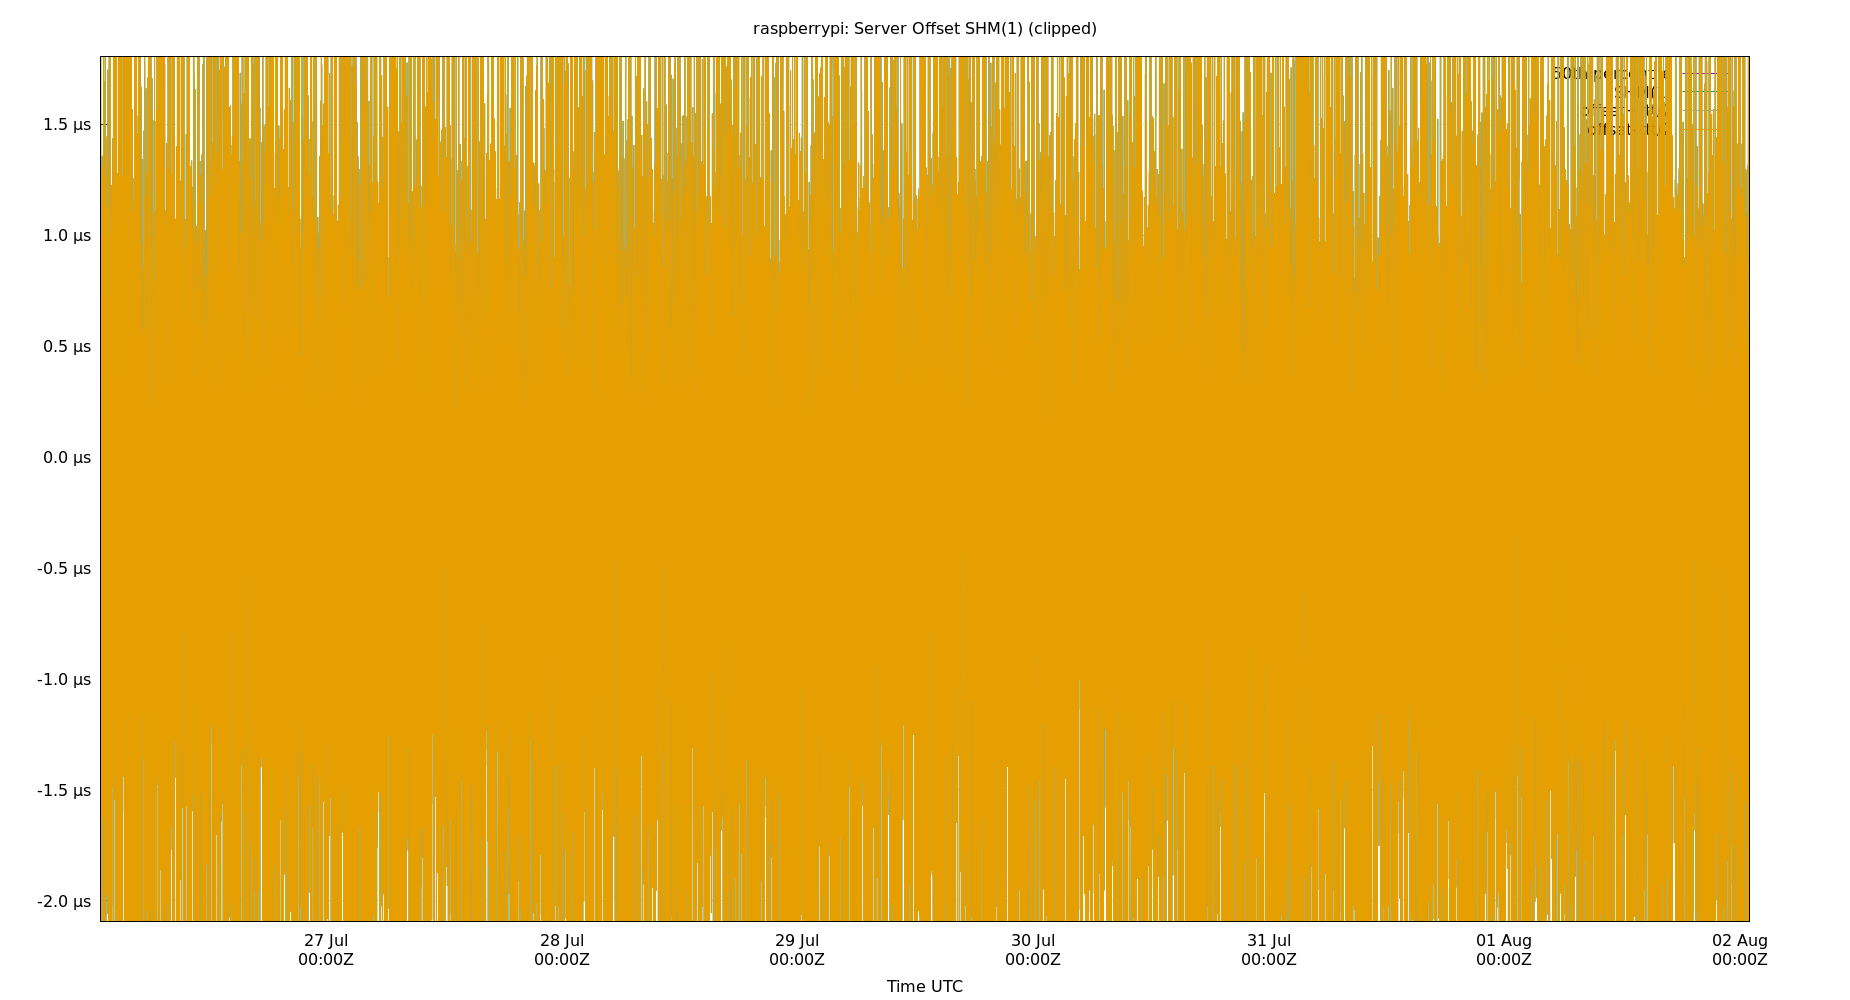 raspberrypi: Server Offset SHM(1) (clipped)
1.5 µs
1.0 µs
0.5 µs
0.0 µs
-0.5 µs
-1.0 µs
-1.5 µs
-2.0 µs
27 Jul 28 Jul 29 Jul 30 Jul 31 Jul 01 Aug 02 Aug
00:00Z 00:00Z 00:00Z 00:00Z 00:00Z 00:00Z 00:00Z
Time UTC